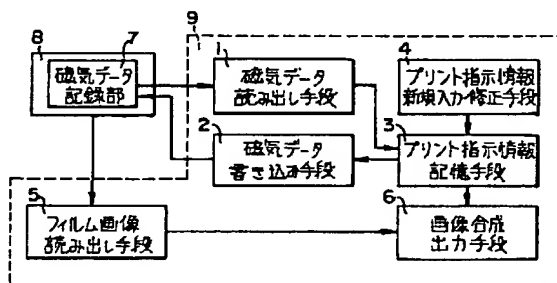 8
7
磁気データ
記録部
9
1
磁気データ
読み出し手段
4
プリント指示情報
新規入力・修正手段
2
磁気データ
書き込み手段
3
プリント指示情報
記憶手段
5
フィルム画像
読み出し手段
6
画像合成
出力手段